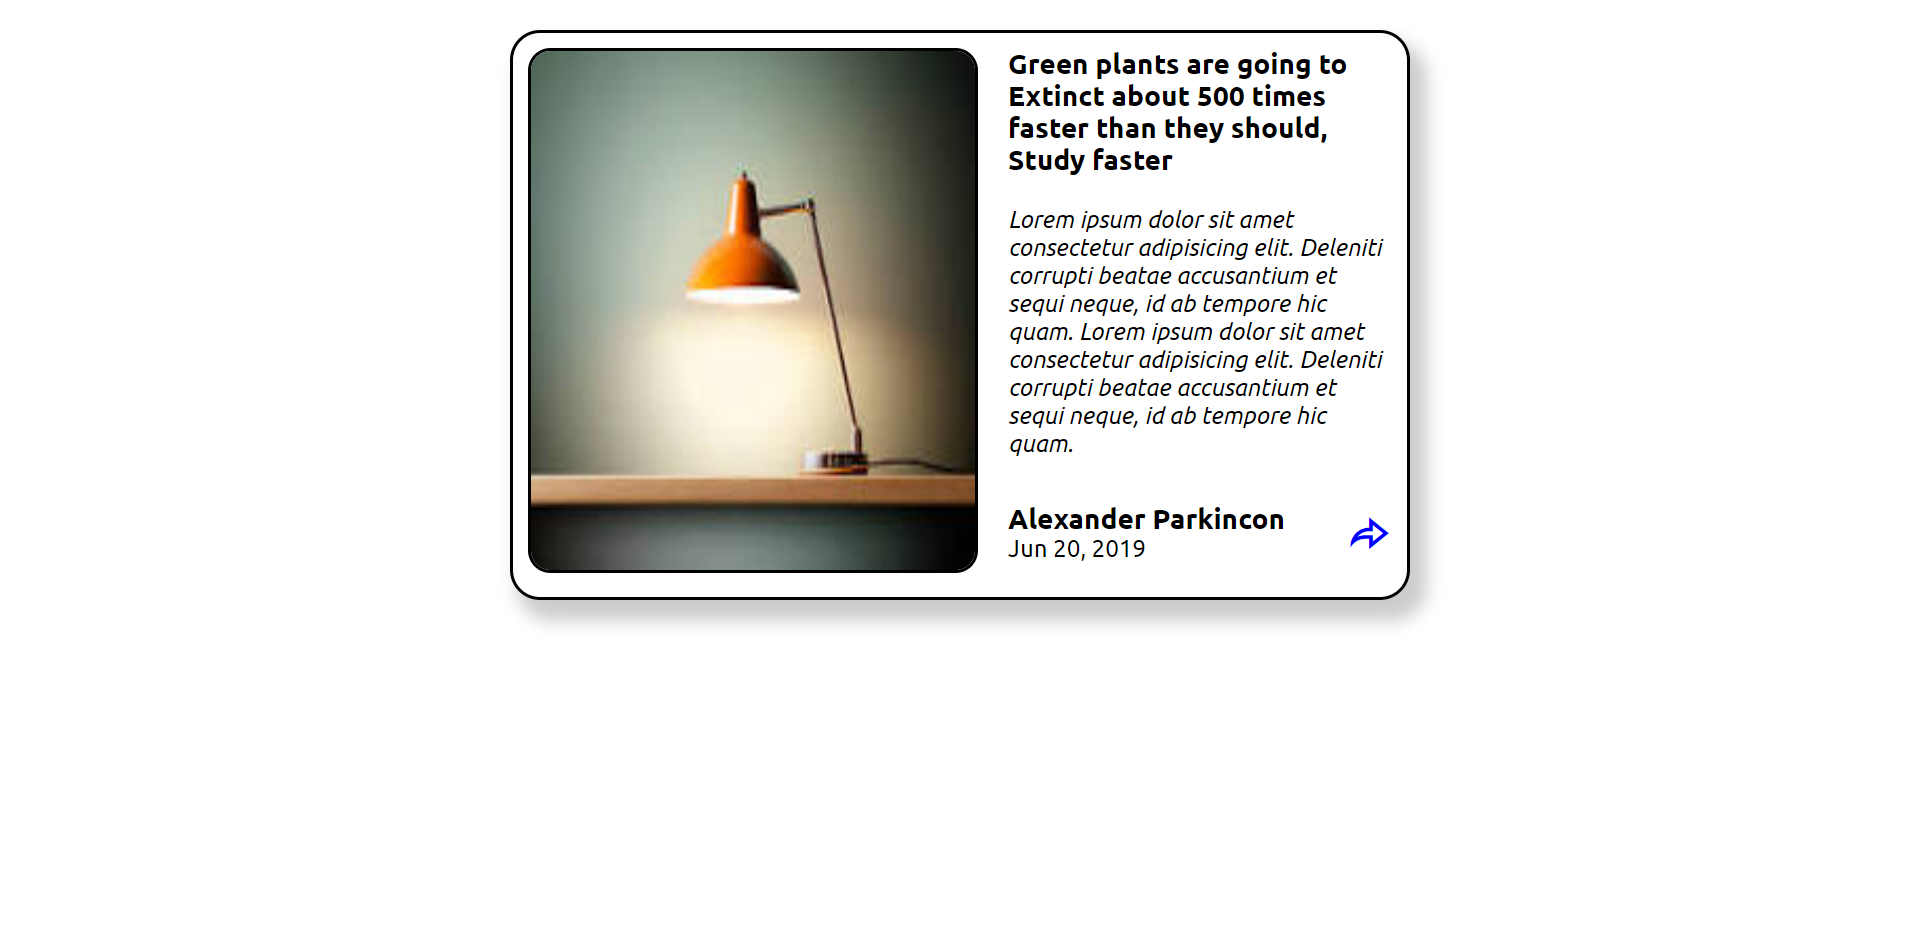 Green plants are going to
Extinct about 500 times
faster than they should,
Study faster
Lorem ipsum dolor sit amet
consectetur adipisicing elit. Deleniti
corrupti beatae accusantium et
sequi neque, id ab tempore hic
quam. Lorem ipsum dolor sit amet
consectetur adipisicing elit. Deleniti
corrupti beatae accusantium et
sequi neque, id ab tempore hic
quam.
Alexander Parkincon
Jun 20, 2019